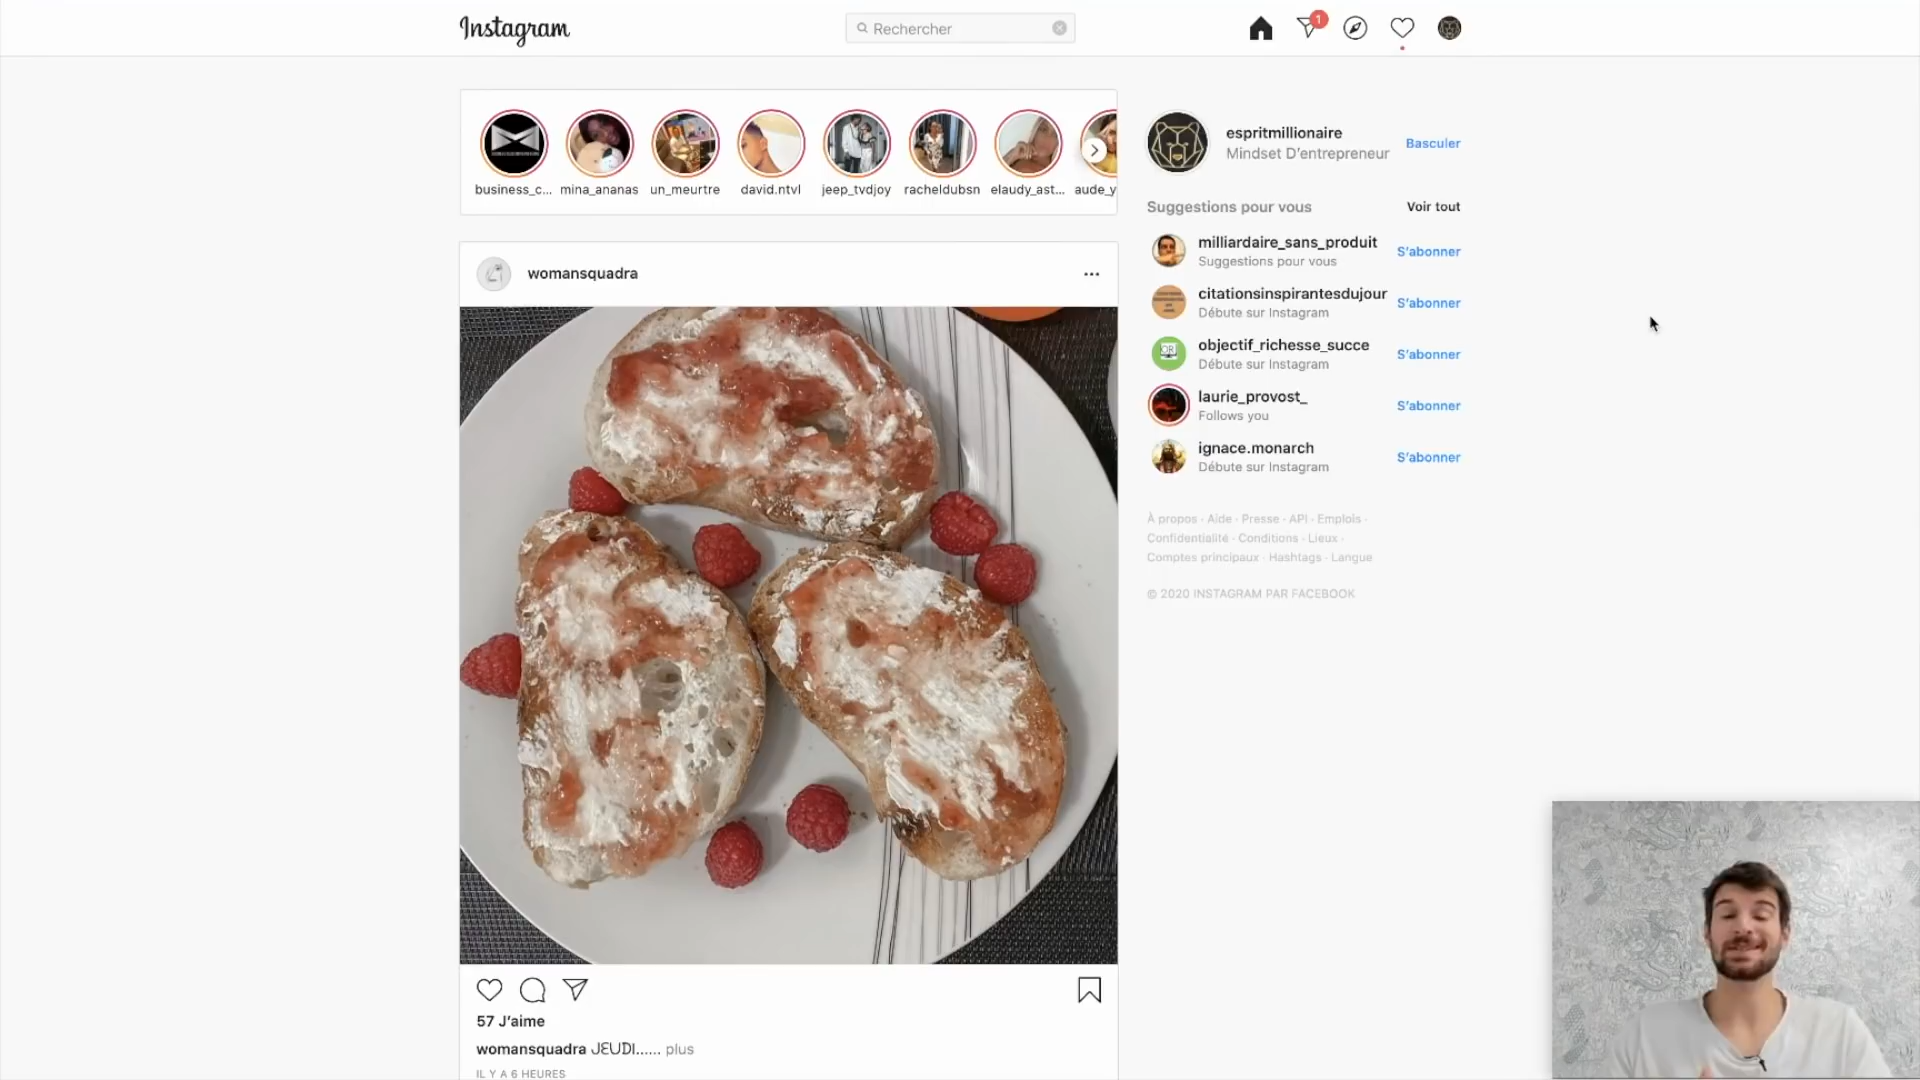 Instagram
Rechercher
1
business_c...
mina_ananas
un_meurtre
david.ntvl
jeep_tvdjoy
racheldubsn
elaudy_ast...
aude_y
womansquadra
57 J'aime
womansquadra JEUDI...... plus
IL Y A 6 HEURES
espritmillionaire
Mindset D'entrepreneur
Basculer
Suggestions pour vous
Voir tout
milliardaire_sans_produit
Suggestions pour vous
S'abonner
citationsinspirantesdujour
Débute sur Instagram
S'abonner
objectif_richesse_succe
Débute sur Instagram
S'abonner
laurie_provost_
Follows you
S'abonner
ignace.monarch
Débute sur Instagram
S'abonner
À propos · Aide · Presse · API · Emplois ·
Confidentialité · Conditions · Lieux ·
Comptes principaux · Hashtags · Langue
© 2020 INSTAGRAM PAR FACEBOOK